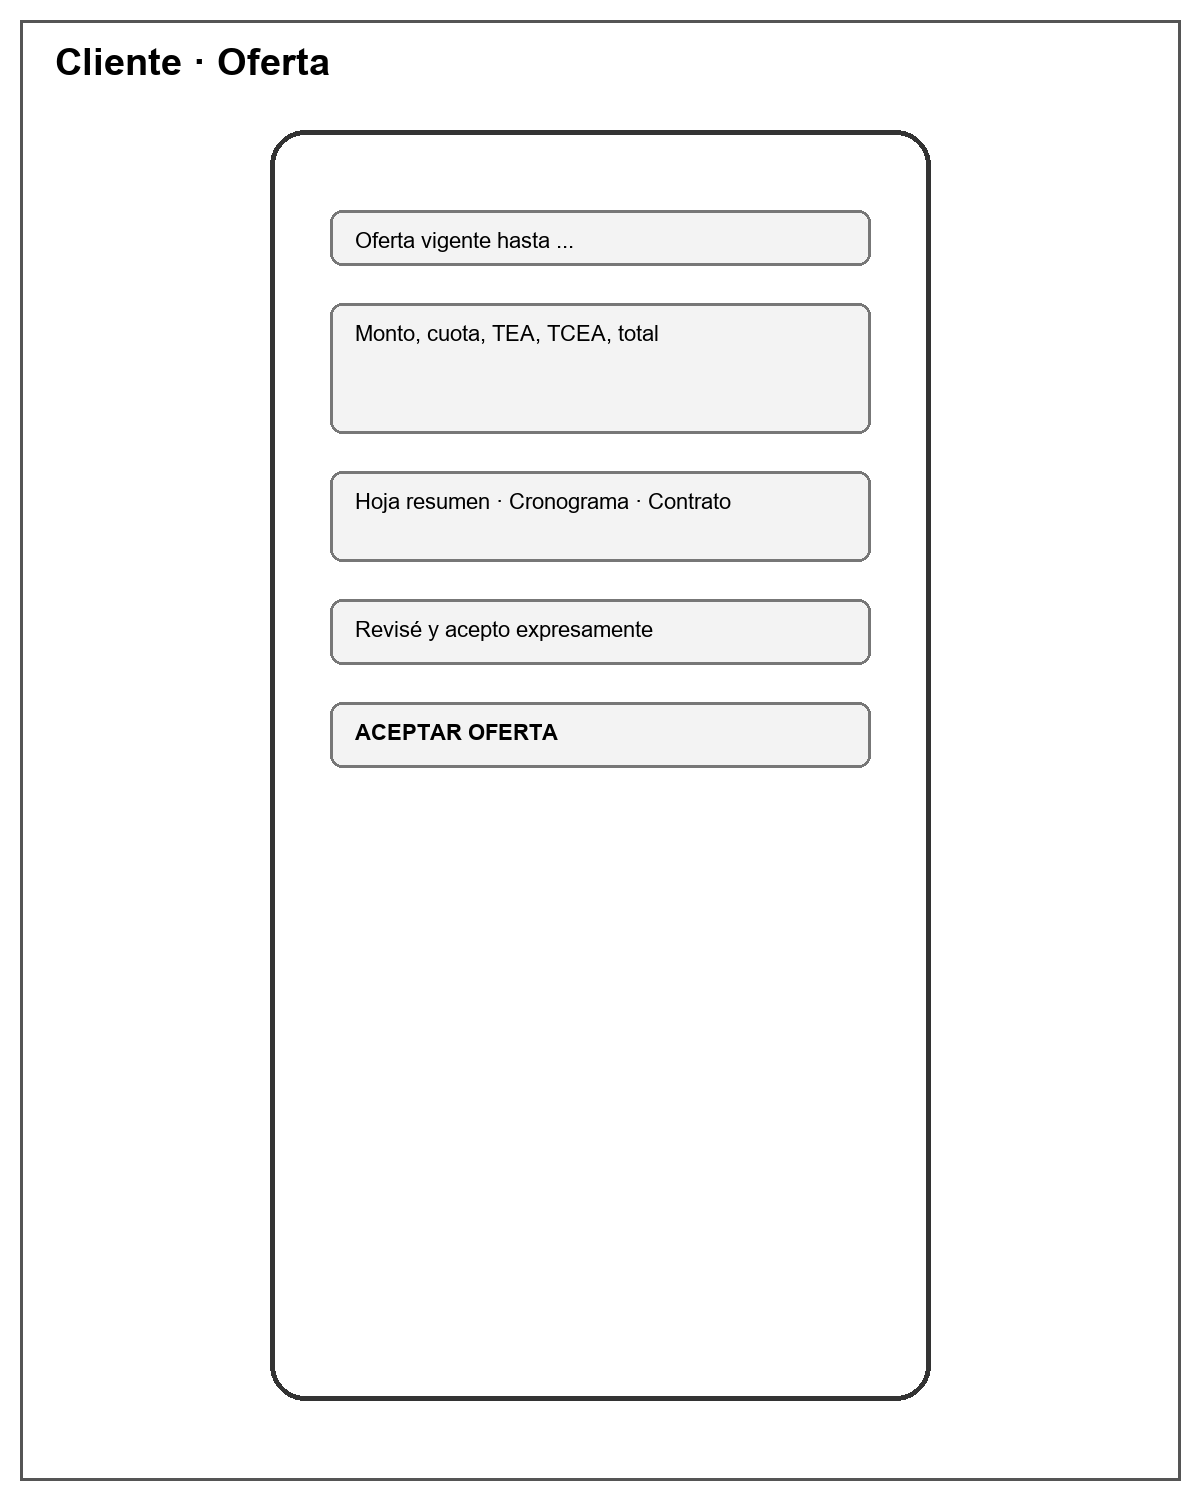 Cliente · Oferta
Oferta vigente hasta ...
Monto, cuota, TEA, TCEA, total
Hoja resumen · Cronograma · Contrato
Revisé y acepto expresamente
ACEPTAR OFERTA